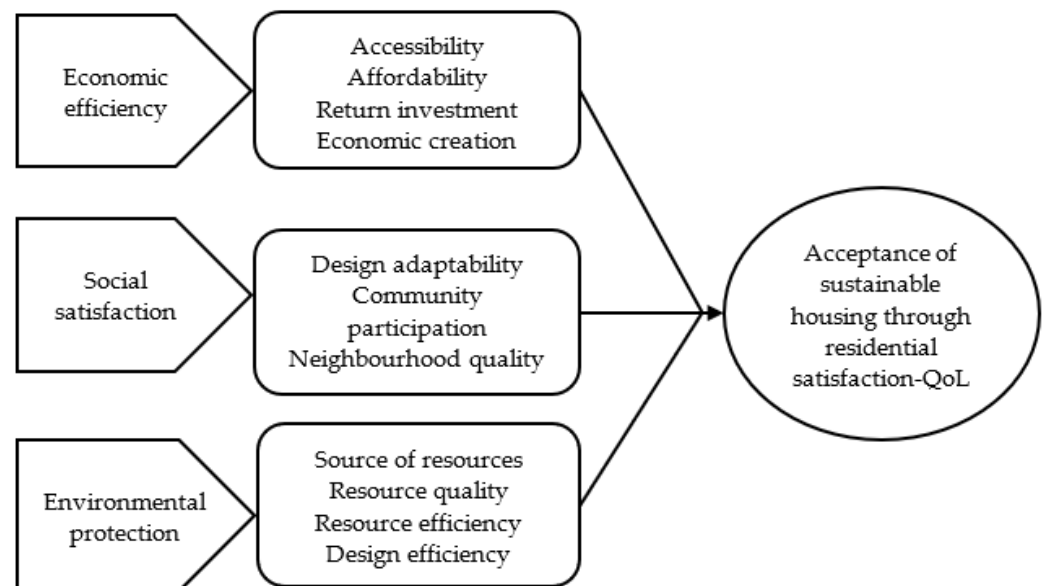 Economic
efficiency
Accessibility
Affordability
Return investment
Economic creation
Social
satisfaction
Design adaptability
Community
participation
Neighbourhood quality
Environmental
protection
Source of resources
Resource quality
Resource efficiency
Design efficiency
Acceptance of
sustainable
housing through
residential
satisfaction-QoL